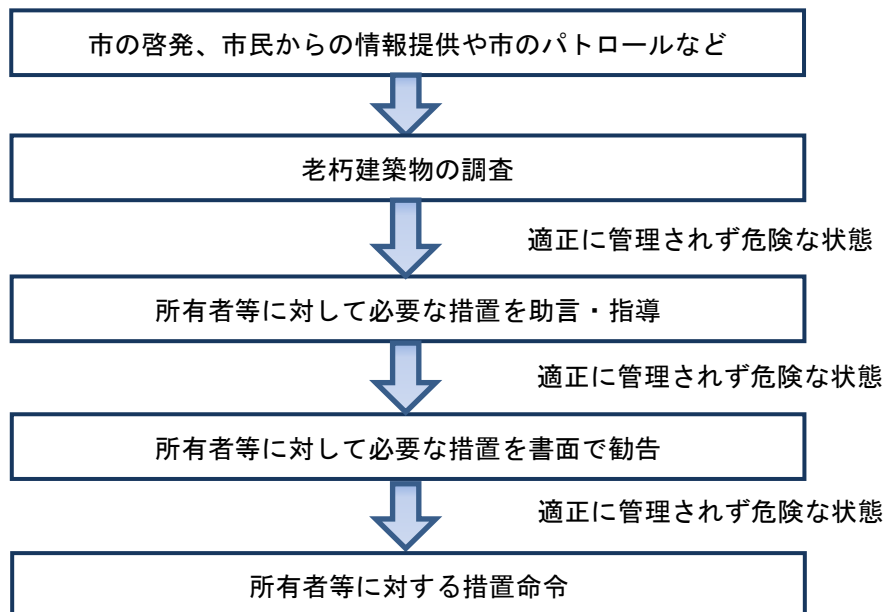 市の啓発、市民からの情報提供や市のパトロールなど
老朽建築物の調査
適正に管理されず危険な状態
所有者等に対して必要な措置を助言・指導
適正に管理されず危険な状態
所有者等に対して必要な措置を書面で勧告
適正に管理されず危険な状態
所有者等に対する措置命令